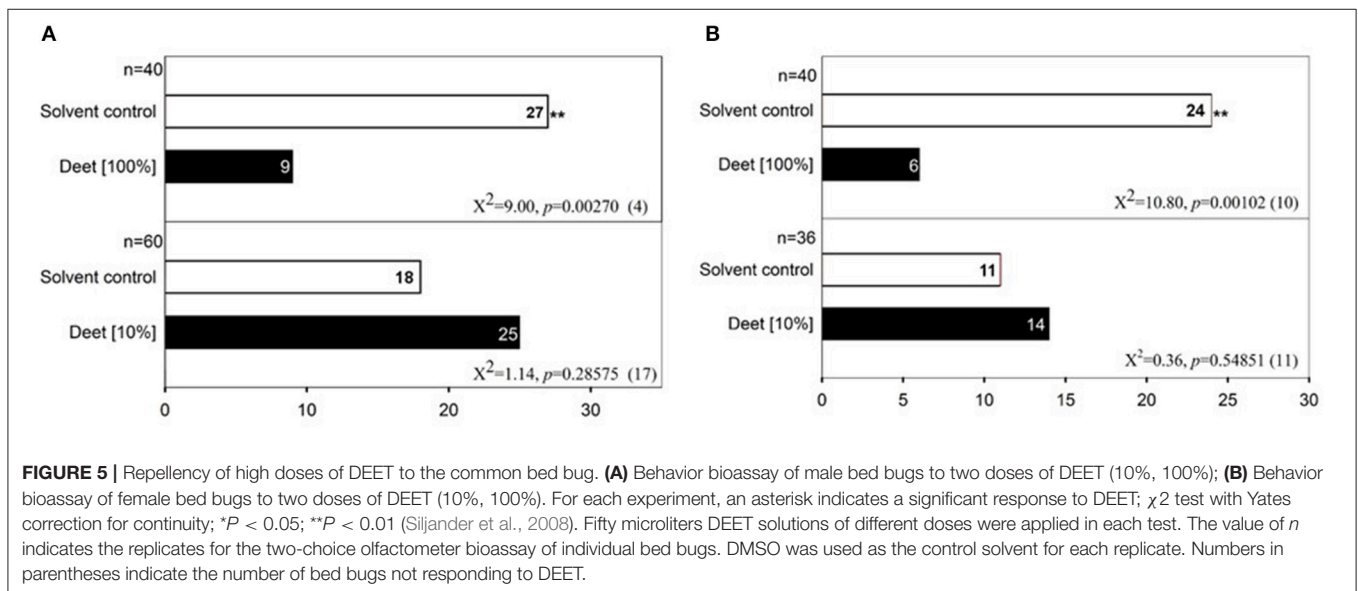 A
n=40
Solvent control 27 **
Deet [100%] 9
X²=9.00, p=0.00270 (4)
n=60
Solvent control 18
Deet [10%] 25
X²=1.14, p=0.28575 (17)
0 10 20 30
B
n=40
Solvent control 24 **
Deet [100%] 6
X²=10.80, p=0.00102 (10)
n=36
Solvent control 11
Deet [10%] 14
X²=0.36, p=0.54851 (11)
0 5 10 15 20 25 30
FIGURE 5 | Repellency of high doses of DEET to the common bed bug. (A) Behavior bioassay of male bed bugs to two doses of DEET (10%, 100%); (B) Behavior
bioassay of female bed bugs to two doses of DEET (10%, 100%). For each experiment, an asterisk indicates a significant response to DEET; χ2 test with Yates
correction for continuity; *P < 0.05; **P < 0.01 (Siljander et al., 2008). Fifty microliters DEET solutions of different doses were applied in each test. The value of n
indicates the replicates for the two-choice olfactometer bioassay of individual bed bugs. DMSO was used as the control solvent for each replicate. Numbers in
parentheses indicate the number of bed bugs not responding to DEET.